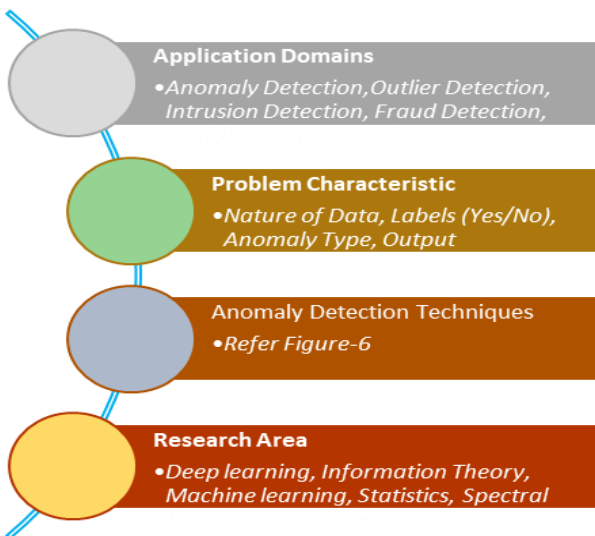 Application Domains
•Anomaly Detection,Outlier Detection,
Intrusion Detection, Fraud Detection,
Problem Characteristic
•Nature of Data, Labels (Yes/No),
Anomaly Type, Output
Anomaly Detection Techniques
•Refer Figure-6
Research Area
•Deep learning, Information Theory,
Machine learning, Statistics, Spectral